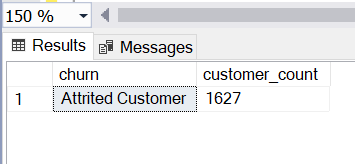 150 %
Results Messages
churn customer_count
1 Attrited Customer 1627